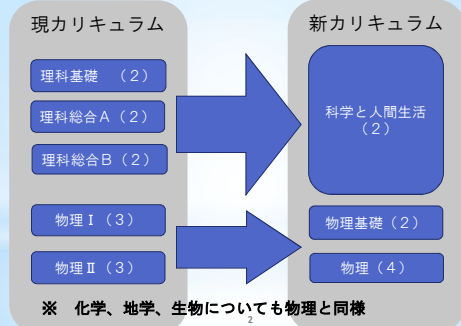 現カリキュラム
理科基礎 （２）
理科総合Ａ（２）
理科総合Ｂ（２）
物理Ⅰ（３）
物理Ⅱ（３）
新カリキュラム
科学と人間生活
（２）
物理基礎（２）
物理（４）
※ 化学、地学、生物についても物理と同様
2